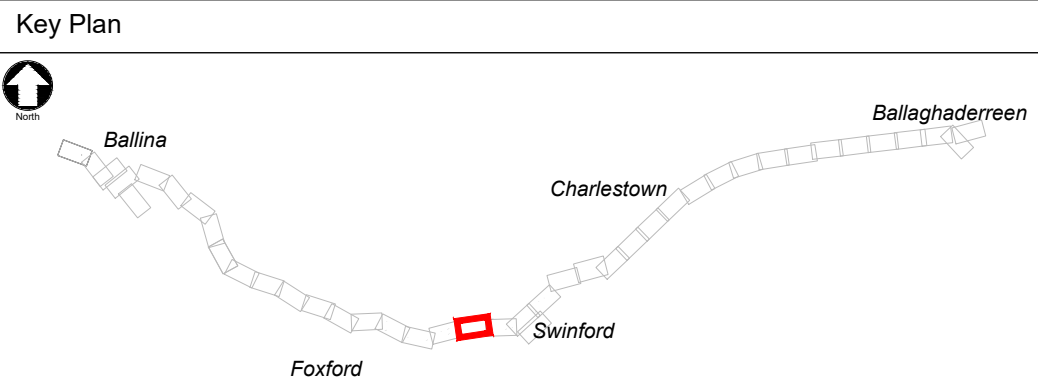 Key Plan
North
Ballina
Ballaghaderreen
Charlestown
Swinford
Foxford